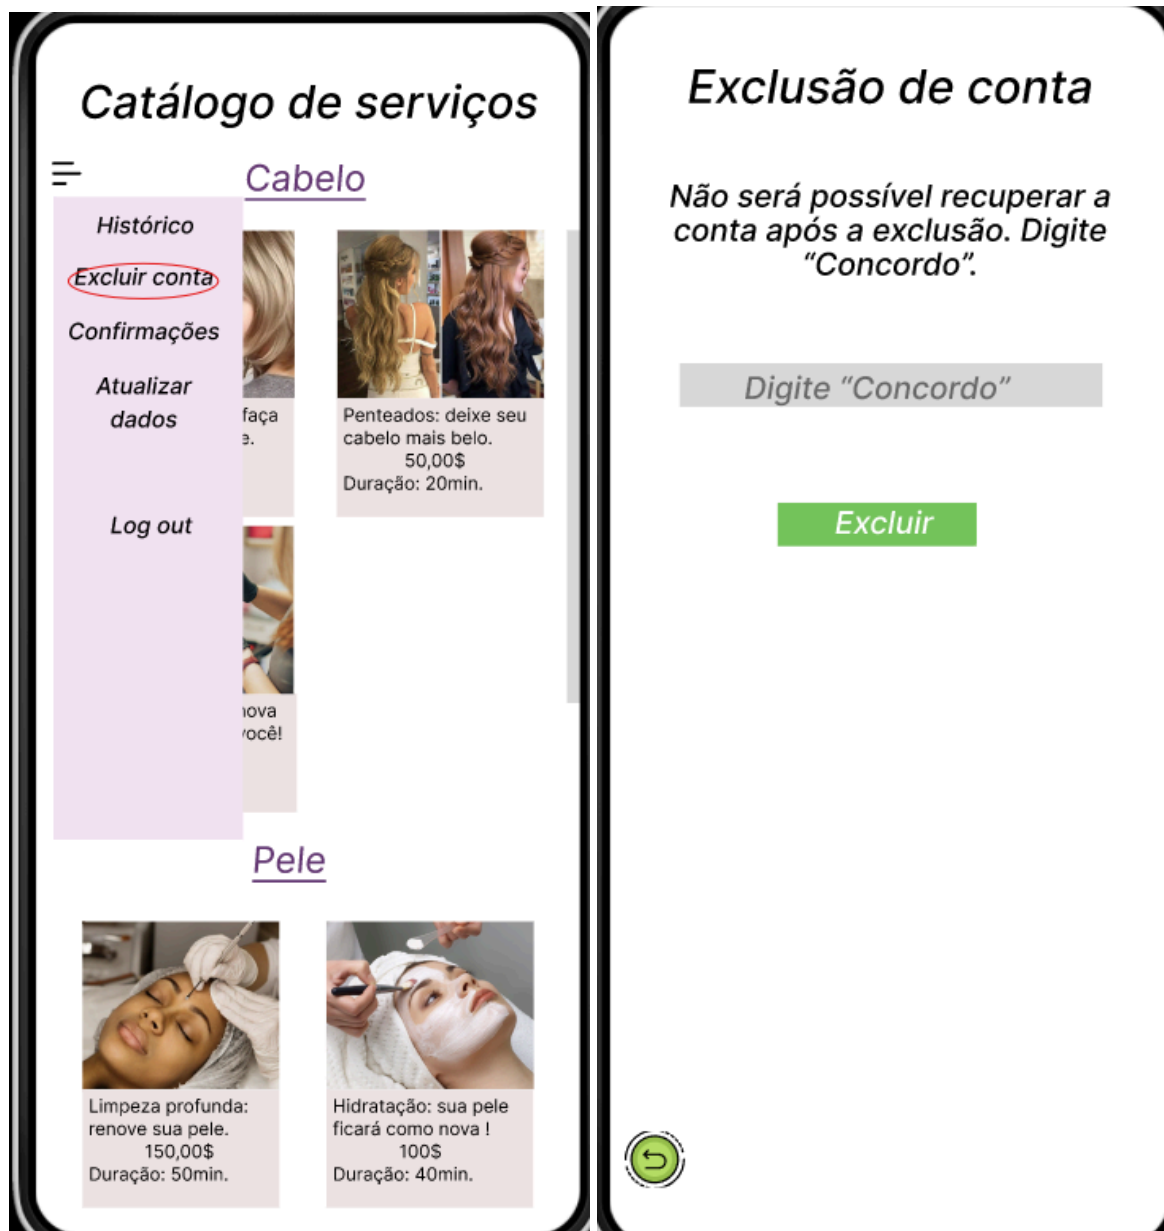 Catálogo de serviços
Cabelo
Histórico
Excluir conta
Confirmações
Atualizar
dados
Log out
faça
e.
Penteados: deixe seu
cabelo mais belo.
50,00$
Duração: 20min.
nova
você!
Pele
Limpeza profunda:
renove sua pele.
150,00$
Duração: 50min.
Hidratação: sua pele
ficará como nova !
100$
Duração: 40min.
Exclusão de conta
Não será possível recuperar a
conta após a exclusão. Digite
“Concordo”.
Digite “Concordo”
Excluir